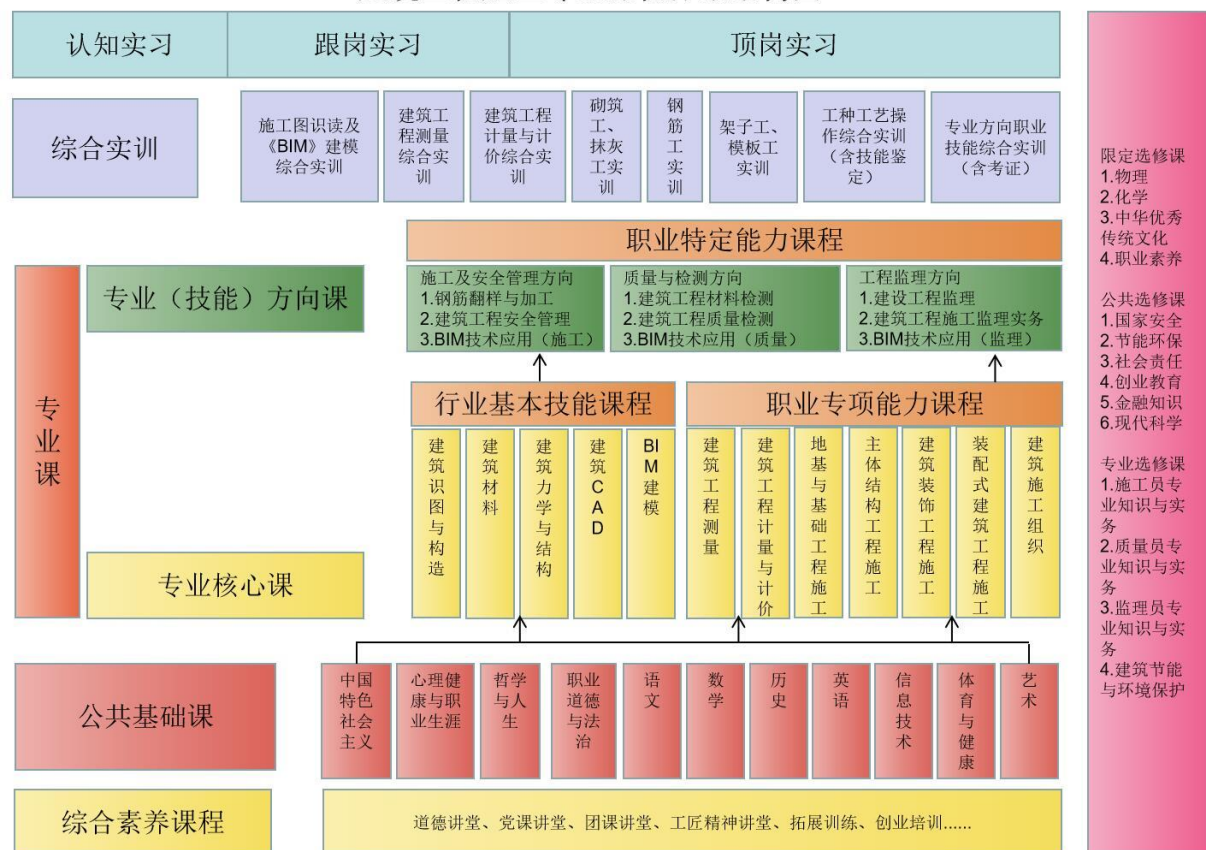 认知实习
跟岗实习
顶岗实习
综合实训
施工图识读及
《BIM》建模
综合实训
建筑工
程测量
综合实
训
建筑工程
计量与计
价综合实
训
砌筑
工、
抹灰
工实
训
钢
筋
工
实
训
架子工、
模板工
实训
工种工艺操
作综合实训
（含技能鉴
定）
专业方向职业
技能综合实训
（含考证）
职业特定能力课程
专业课
专业（技能）方向课
施工及安全管理方向
1.钢筋翻样与加工
2.建筑工程安全管理
3.BIM技术应用（施工）
质量与检测方向
1.建筑工程材料检测
2.建筑工程质量检测
3.BIM技术应用（质量）
工程监理方向
1.建设工程监理
2.建筑工程施工监理实务
3.BIM技术应用（监理）
行业基本技能课程
职业专项能力课程
专业核心课
建筑识图与构造
建筑材料
建筑力学与结构
建筑CAD
BIM建模
建筑工程测量
建筑工程计量与计价
地基与基础工程施工
主体结构工程施工
建筑装饰工程施工
装配式建筑工程施工
建筑施工组织
公共基础课
中国
特色
社会
主义
心理健
康与职
业生涯
哲学
与人
生
职业
道德
与法
治
语文
数学
历史
英语
信息技术
体育与健康
艺术
综合素养课程
道德讲堂、党课讲堂、团课讲堂、工匠精神讲堂、拓展训练、创业培训......
限定选修课
1.物理
2.化学
3.中华优秀
传统文化
4.职业素养
公共选修课
1.国家安全
2.节能环保
3.社会责任
4.创业教育
5.金融知识
6.现代科学
专业选修课
1.施工员专
业知识与实
务
2.质量员专
业知识与实
务
3.监理员专
业知识与实
务
4.建筑节能
与环境保护